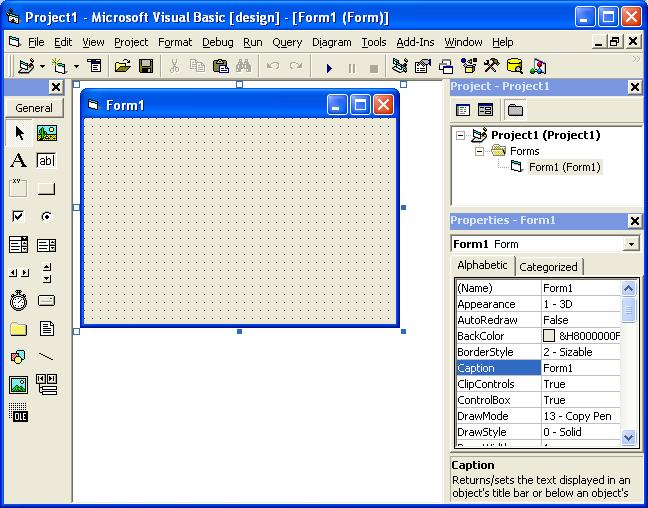 Project1 - Microsoft Visual Basic [design] - [Form1 (Form)]
File Edit View Project Format Debug Run Query Diagram Tools Add-Ins Window Help
General
A
ab|
XY
OLE
Form1
Project - Project1
Project1 (Project1)
Forms
Form1 (Form1)
Properties - Form1
Form1 Form
Alphabetic Categorized
(Name) Form1
Appearance 1 - 3D
AutoRedraw False
BackColor &H8000000F
BorderStyle 2 - Sizable
Caption Form1
ClipControls True
ControlBox True
DrawMode 13 - Copy Pen
DrawStyle 0 - Solid
Caption
Returns/sets the text displayed in an
object's title bar or below an object's